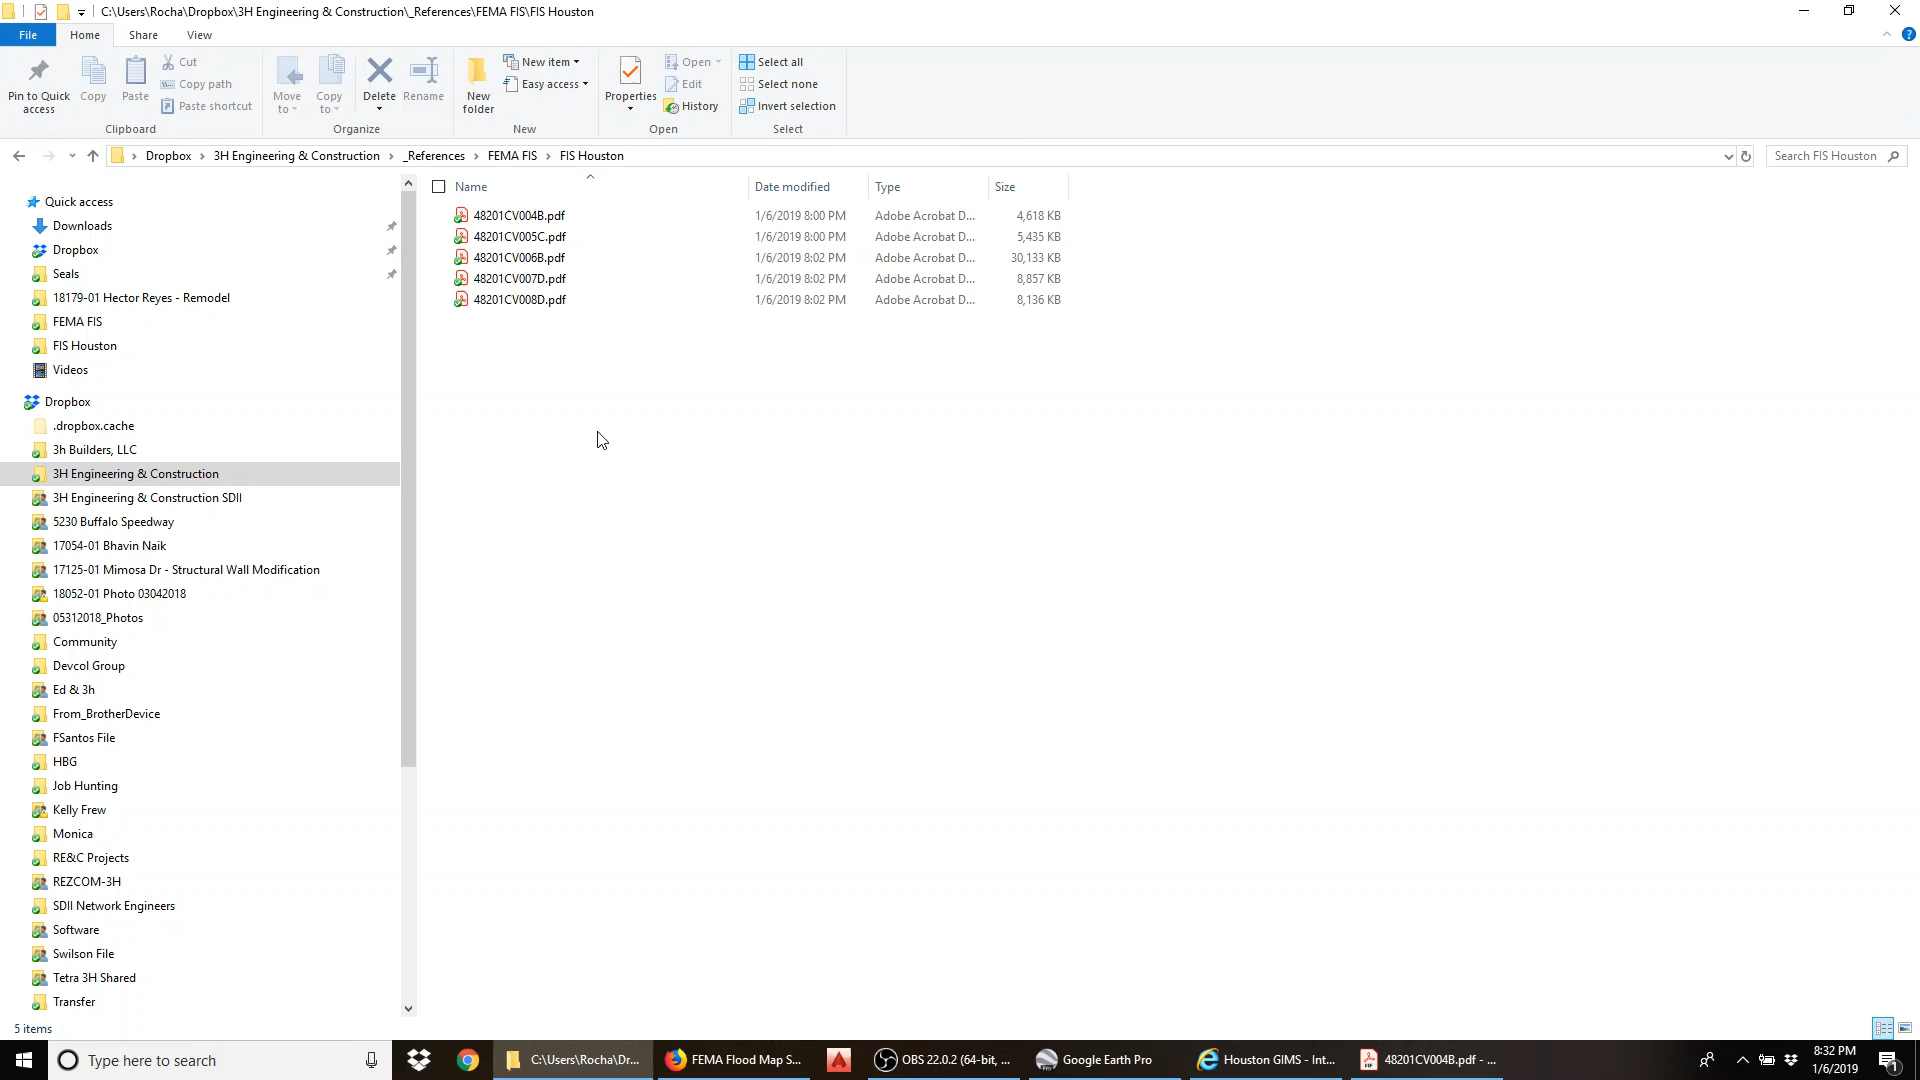 C:\Users\Rocha\Dropbox\3H Engineering & Construction\_References\FEMA FIS\FIS Houston
File Home Share View
Pin to Quick access
Copy
Paste
Cut
Copy path
Paste shortcut
Clipboard
Move to
Copy to
Delete
Rename
Organize
New folder
New item
Easy access
New
Properties
Open
Edit
History
Open
Select all
Select none
Invert selection
Select
Dropbox > 3H Engineering & Construction > _References > FEMA FIS > FIS Houston
Search FIS Houston
Name Date modified Type Size
48201CV004B.pdf 1/6/2019 8:00 PM Adobe Acrobat D... 4,618 KB
48201CV005C.pdf 1/6/2019 8:00 PM Adobe Acrobat D... 5,435 KB
48201CV006B.pdf 1/6/2019 8:02 PM Adobe Acrobat D... 30,133 KB
48201CV007D.pdf 1/6/2019 8:02 PM Adobe Acrobat D... 8,857 KB
48201CV008D.pdf 1/6/2019 8:02 PM Adobe Acrobat D... 8,136 KB
Quick access
Downloads
Dropbox
Seals
18179-01 Hector Reyes - Remodel
FEMA FIS
FIS Houston
Videos
Dropbox
.dropbox.cache
3h Builders, LLC
3H Engineering & Construction
3H Engineering & Construction SDII
5230 Buffalo Speedway
17054-01 Bhavin Naik
17125-01 Mimosa Dr - Structural Wall Modification
18052-01 Photo 03042018
05312018_Photos
Community
Devcol Group
Ed & 3h
From_BrotherDevice
FSantos File
HBG
Job Hunting
Kelly Frew
Monica
RE&C Projects
REZCOM-3H
SDII Network Engineers
Software
Swilson File
Tetra 3H Shared
Transfer
5 items
Type here to search
C:\Users\Rocha\Dr...
FEMA Flood Map S...
OBS 22.0.2 (64-bit, ...
Google Earth Pro
Houston GIMS - Int...
48201CV004B.pdf - ...
8:32 PM
1/6/2019
1